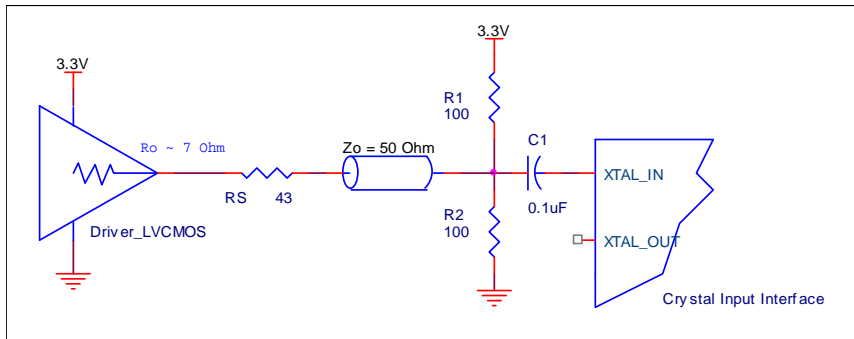 3.3V
3.3V
R1
100
Ro ~ 7 Ohm
Zo = 50 Ohm
C1
XTAL_IN
RS 43
0.1uF
R2
100
Driver_LVCMOS
XTAL_OUT
Crystal Input Interface